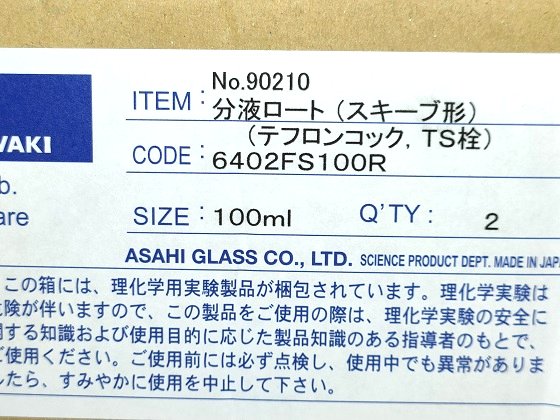 No.90210
ITEM : 分液ロート (スキーブ形)
(テフロンコック, TS栓)
WAKI
CODE : 6402FS100R
b.
are
SIZE : 100ml Q'TY : 2
ASAHI GLASS CO., LTD. SCIENCE PRODUCT DEPT. MADE IN JAP
この箱には、理化学用実験製品が梱包されています。理化学実験は
危険が伴いますので、この製品をご使用の際は、理化学実験の安全に
関する知識および使用目的に応じた製品知識のある指導者のもとで、
ご使用ください。ご使用前には必ず点検し、使用中でも異常がありま
したら、すみやかに使用を中止して下さい。